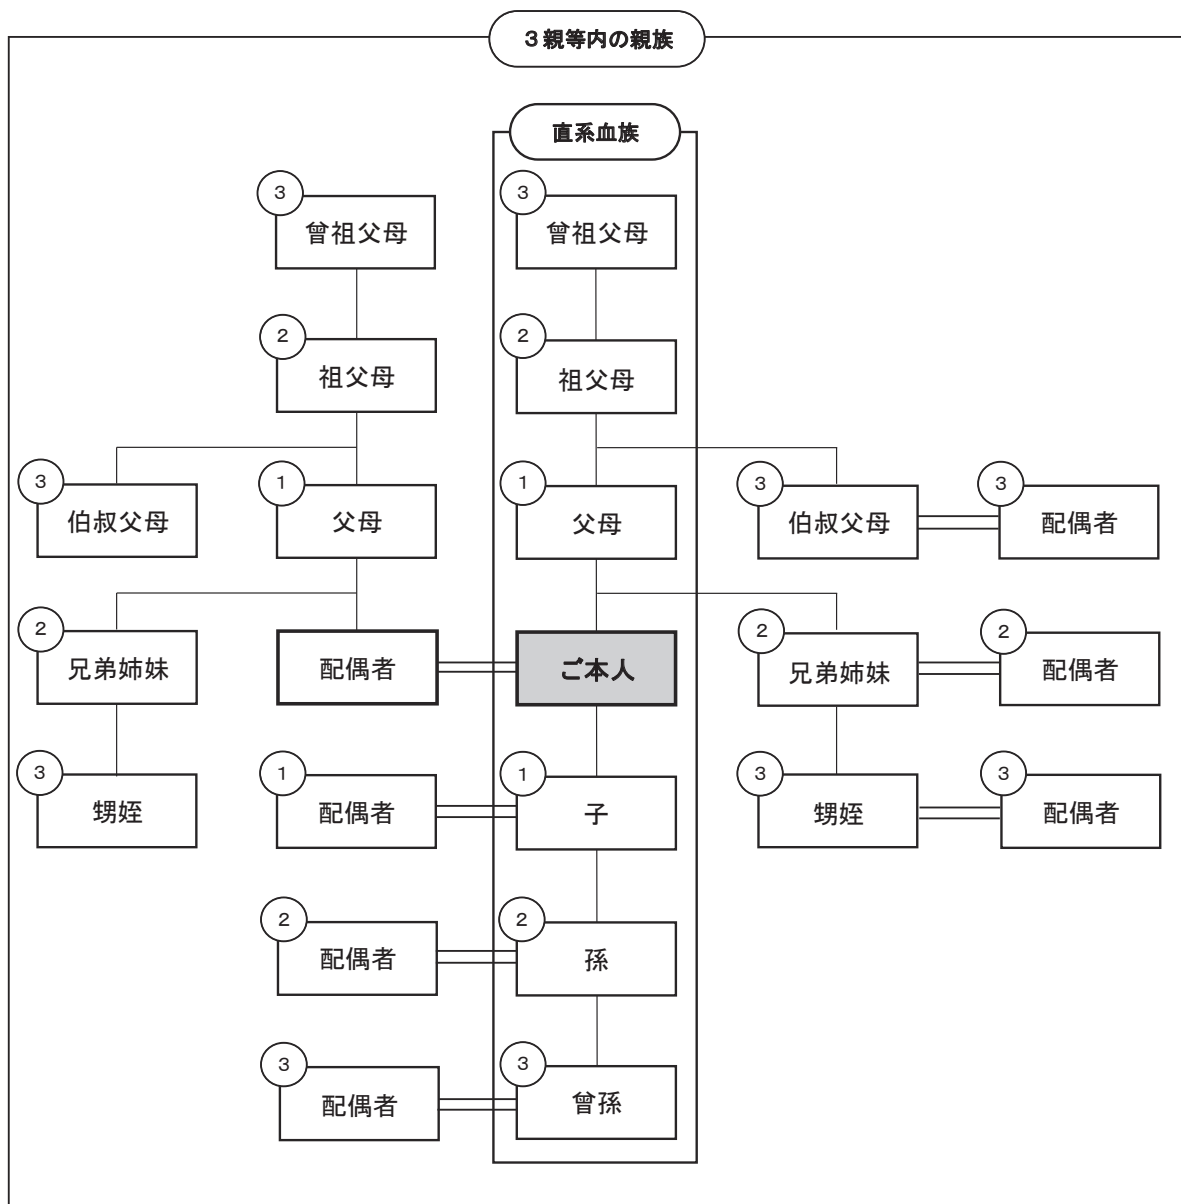 3親等内の親族
直系血族
3
曾祖父母
3
曾祖父母
2
祖父母
2
祖父母
3
伯叔父母
1
父母
1
父母
3
伯叔父母
3
配偶者
2
兄弟姉妹
配偶者
ご本人
2
兄弟姉妹
2
配偶者
3
甥姪
1
配偶者
1
子
3
甥姪
3
配偶者
2
配偶者
2
孫
3
配偶者
3
曾孫